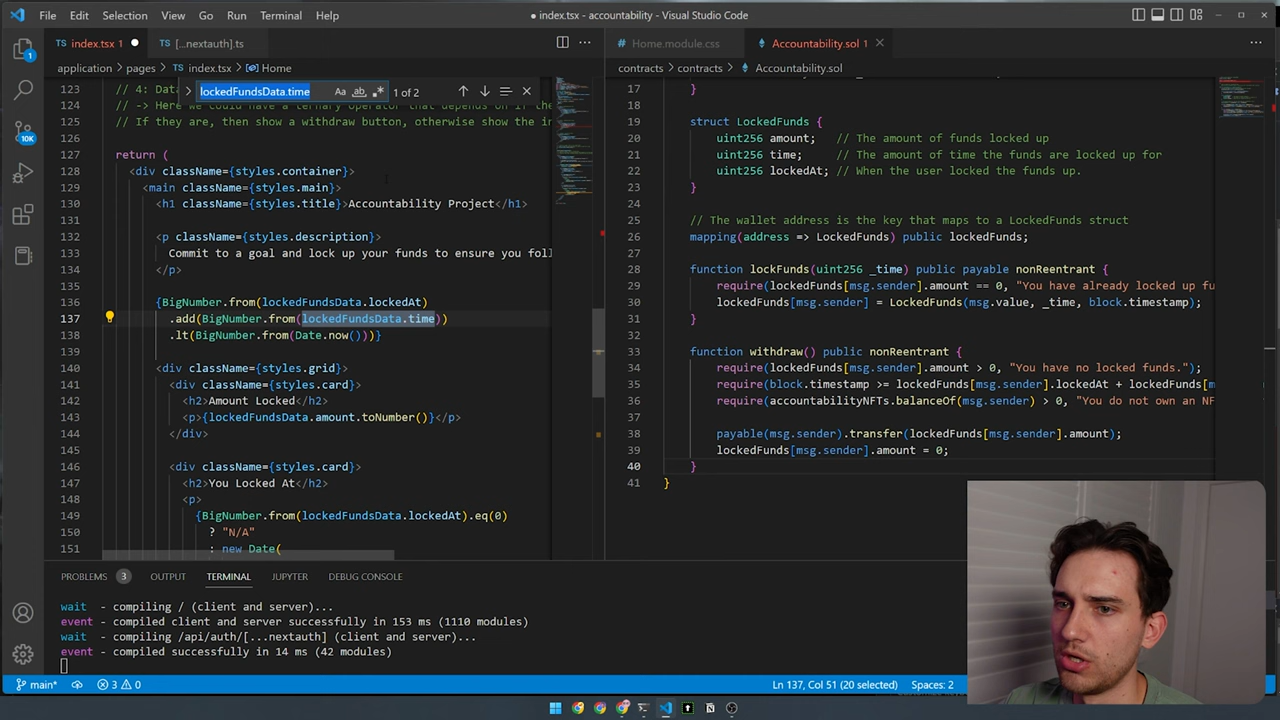 File Edit Selection View Go Run Terminal Help
● index.tsx - accountability - Visual Studio Code
TS index.tsx 1 ●
TS [...nextauth].ts
application > pages > TS index.tsx > Home
lockedFundsData.time
Aa ab .* 1 of 2
123 // 4: Data
124 // -> Here we could have a ternary operator that depends on if the
125 // If they are, then show a withdraw button, otherwise show the in
126
127 return (
128 <div className={styles.container}>
129 <main className={styles.main}>
130 <h1 className={styles.title}>Accountability Project</h1>
131
132 <p className={styles.description}>
133 Commit to a goal and lock up your funds to ensure you foll
134 </p>
135
136 {BigNumber.from(lockedFundsData.lockedAt)
137 .add(BigNumber.from(lockedFundsData.time))
138 .lt(BigNumber.from(Date.now()))}
139
140 <div className={styles.grid}>
141 <div className={styles.card}>
142 <h2>Amount Locked</h2>
143 <p>{lockedFundsData.amount.toNumber()}</p>
144 </div>
145
146 <div className={styles.card}>
147 <h2>You Locked At</h2>
148 <p>
149 {BigNumber.from(lockedFundsData.lockedAt).eq(0)
150 ? "N/A"
151 : new Date(
# Home.module.css
Accountability.sol 1
contracts > contracts > Accountability.sol
17 }
18
19 struct LockedFunds {
20 uint256 amount; // The amount of funds locked up
21 uint256 time; // The amount of time the funds are locked up for
22 uint256 lockedAt; // When the user locked the funds up.
23 }
24
25 // The wallet address is the key that maps to a LockedFunds struct
26 mapping(address => LockedFunds) public lockedFunds;
27
28 function lockFunds(uint256 _time) public payable nonReentrant {
29 require(lockedFunds[msg.sender].amount == 0, "You have already locked up fu
30 lockedFunds[msg.sender] = LockedFunds(msg.value, _time, block.timestamp);
31 }
32
33 function withdraw() public nonReentrant {
34 require(lockedFunds[msg.sender].amount > 0, "You have no locked funds.");
35 require(block.timestamp >= lockedFunds[msg.sender].lockedAt + lockedFunds[m
36 require(accountabilityNFTs.balanceOf(msg.sender) > 0, "You do not own an NF
37
38 payable(msg.sender).transfer(lockedFunds[msg.sender].amount);
39 lockedFunds[msg.sender].amount = 0;
40 }
41 }
PROBLEMS 3 OUTPUT TERMINAL JUPYTER DEBUG CONSOLE
wait - compiling / (client and server)...
event - compiled client and server successfully in 153 ms (1110 modules)
wait - compiling /api/auth/[...nextauth] (client and server)...
event - compiled successfully in 14 ms (42 modules)
1
10K
main* 3 0
Ln 137, Col 51 (20 selected) Spaces: 2